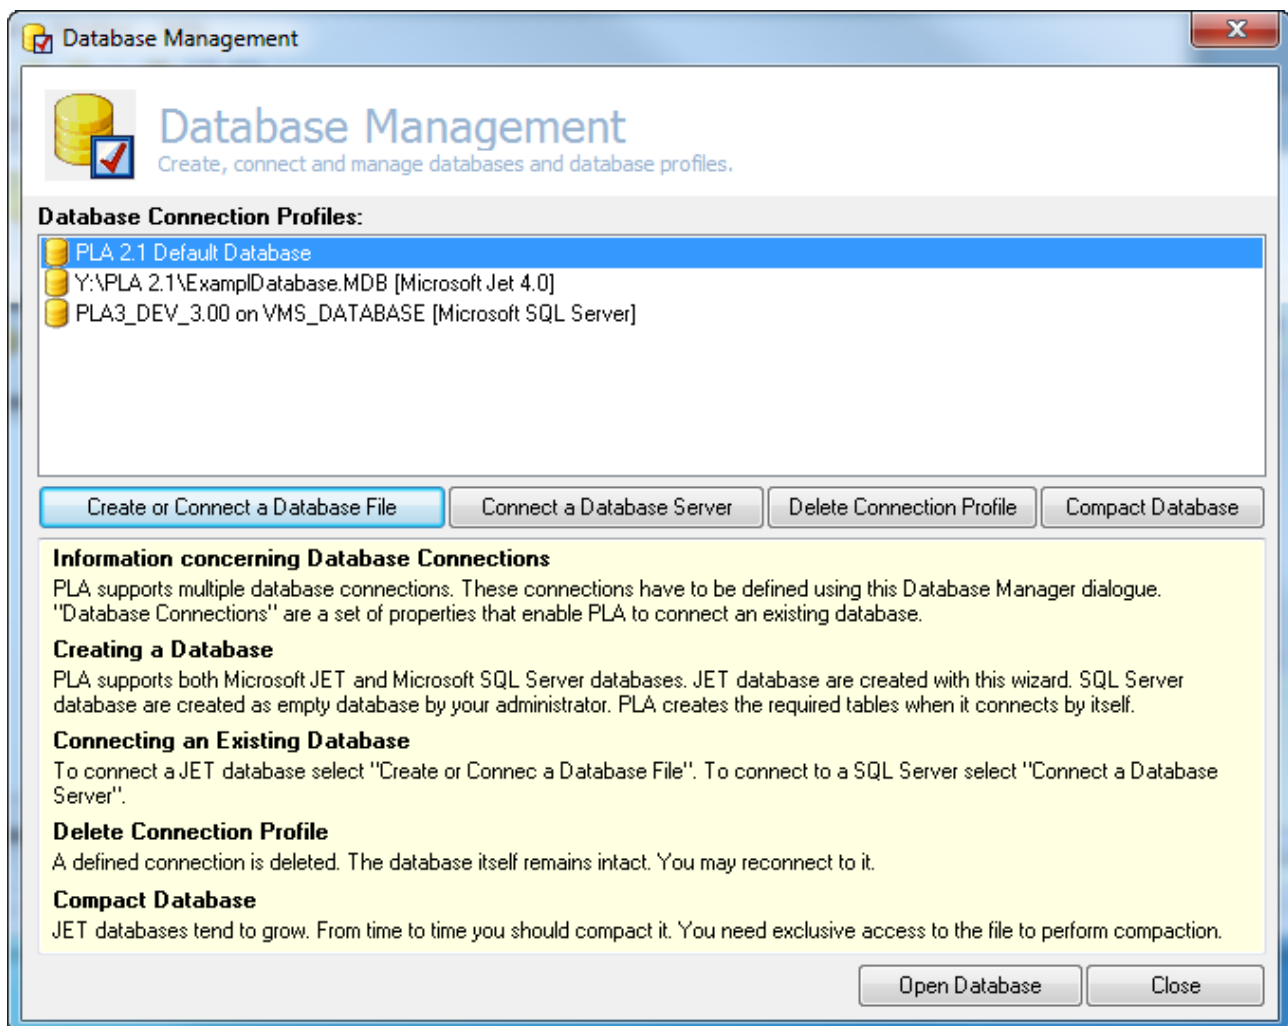 Database Management
X
Database Management
Create, connect and manage databases and database profiles.
Database Connection Profiles:
PLA 2.1 Default Database
Y:\PLA 2.1\ExamplDatabase.MDB [Microsoft Jet 4.0]
PLA3_DEV_3.00 on VMS_DATABASE [Microsoft SQL Server]
Create or Connect a Database File Connect a Database Server Delete Connection Profile Compact Database
Information concerning Database Connections
PLA supports multiple database connections. These connections have to be defined using this Database Manager dialogue.
"Database Connections" are a set of properties that enable PLA to connect an existing database.
Creating a Database
PLA supports both Microsoft JET and Microsoft SQL Server databases. JET database are created with this wizard. SQL Server
database are created as empty database by your administrator. PLA creates the required tables when it connects by itself.
Connecting an Existing Database
To connect a JET database select "Create or Connec a Database File". To connect to a SQL Server select "Connect a Database
Server".
Delete Connection Profile
A defined connection is deleted. The database itself remains intact. You may reconnect to it.
Compact Database
JET databases tend to grow. From time to time you should compact it. You need exclusive access to the file to perform compaction.
Open Database Close